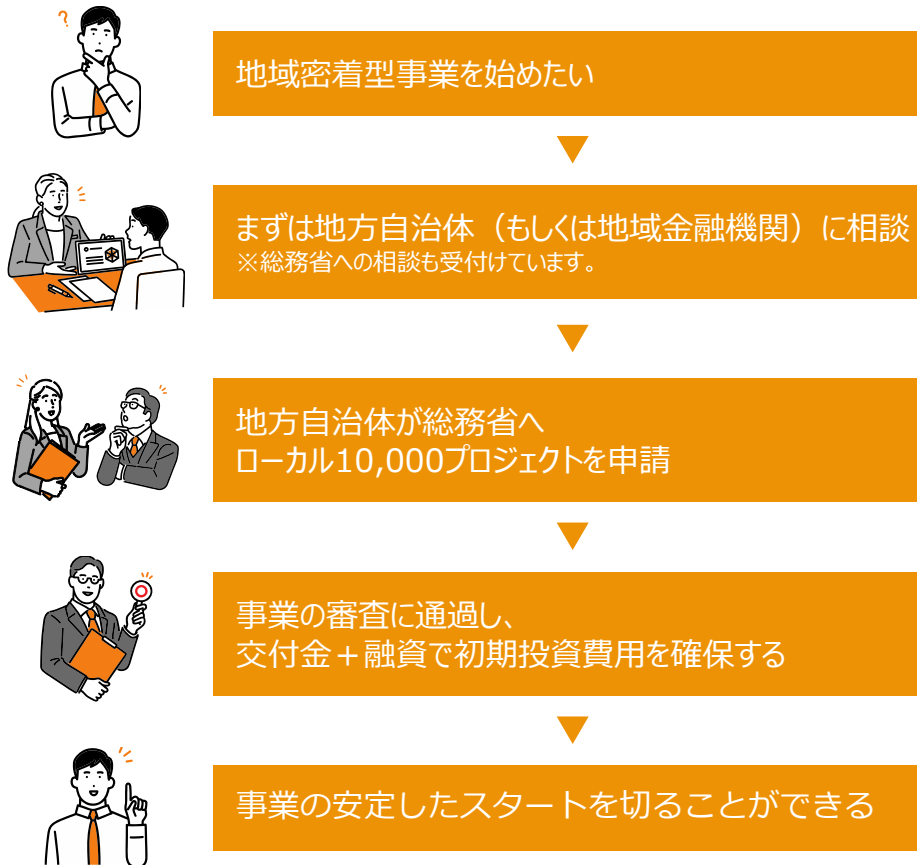 ?
地域密着型事業を始めたい
まずは地方自治体（もしくは地域金融機関）に相談
※総務省への相談も受付けています。
地方自治体が総務省へ
ローカル10,000プロジェクトを申請
事業の審査に通過し、
交付金＋融資で初期投資費用を確保する
事業の安定したスタートを切ることができる